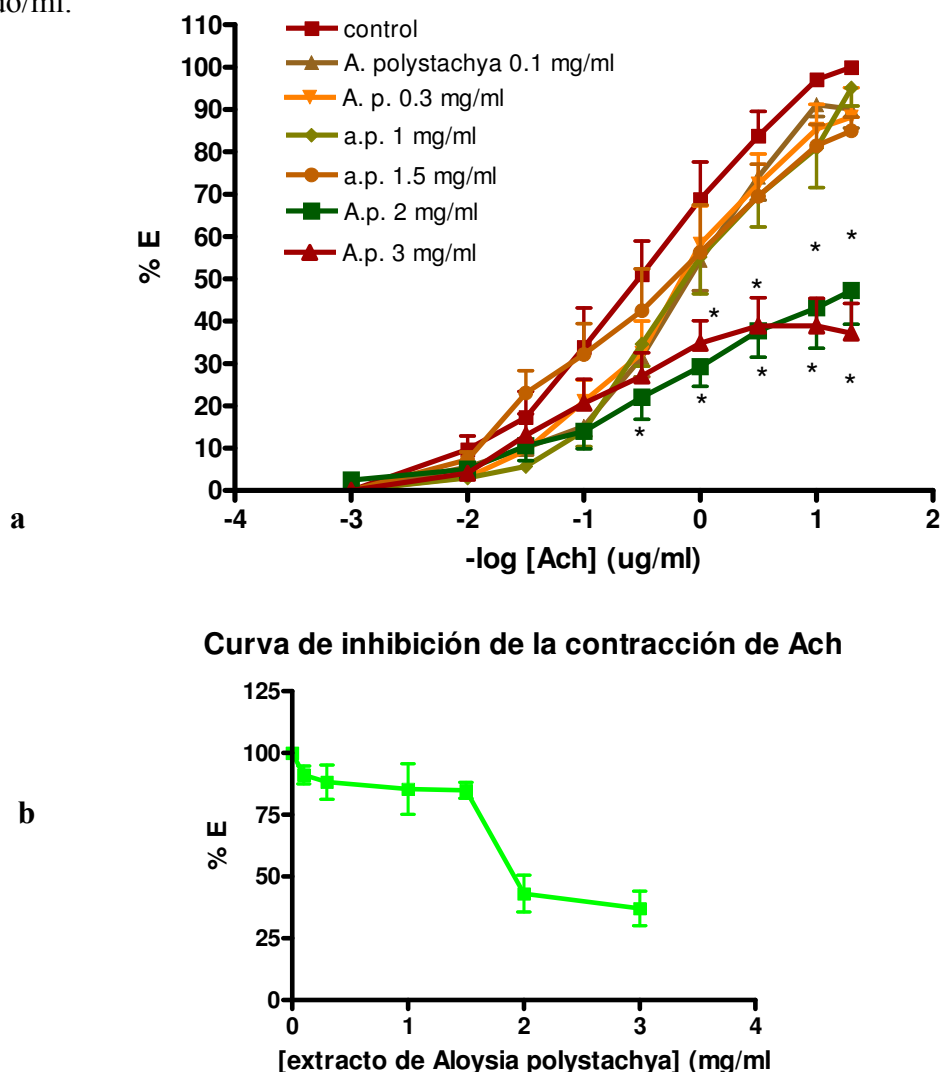 110
control
A. polystachya 0.1 mg/ml
100
A. p. 0.3 mg/ml
90
a.p. 1 mg/ml
80
a.p. 1.5 mg/ml
70
A.p. 2 mg/ml
60
A.p. 3 mg/ml
% E
50
40
30
20
10
0
* * * * * * * * * *
-4 -3 -2 -1 0 1 2
a
-log [Ach] (ug/ml)
Curva de inhibición de la contracción de Ach
125
100
75
b
% E
50
25
0
0 1 2 3 4
[extracto de Aloysia polystachya] (mg/ml